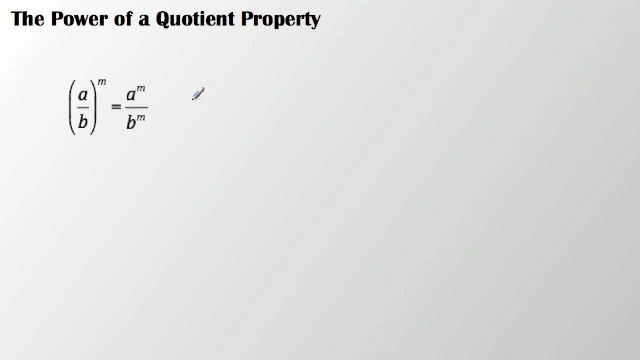 The Power of a Quotient Property
(a/b)^m = a^m/b^m